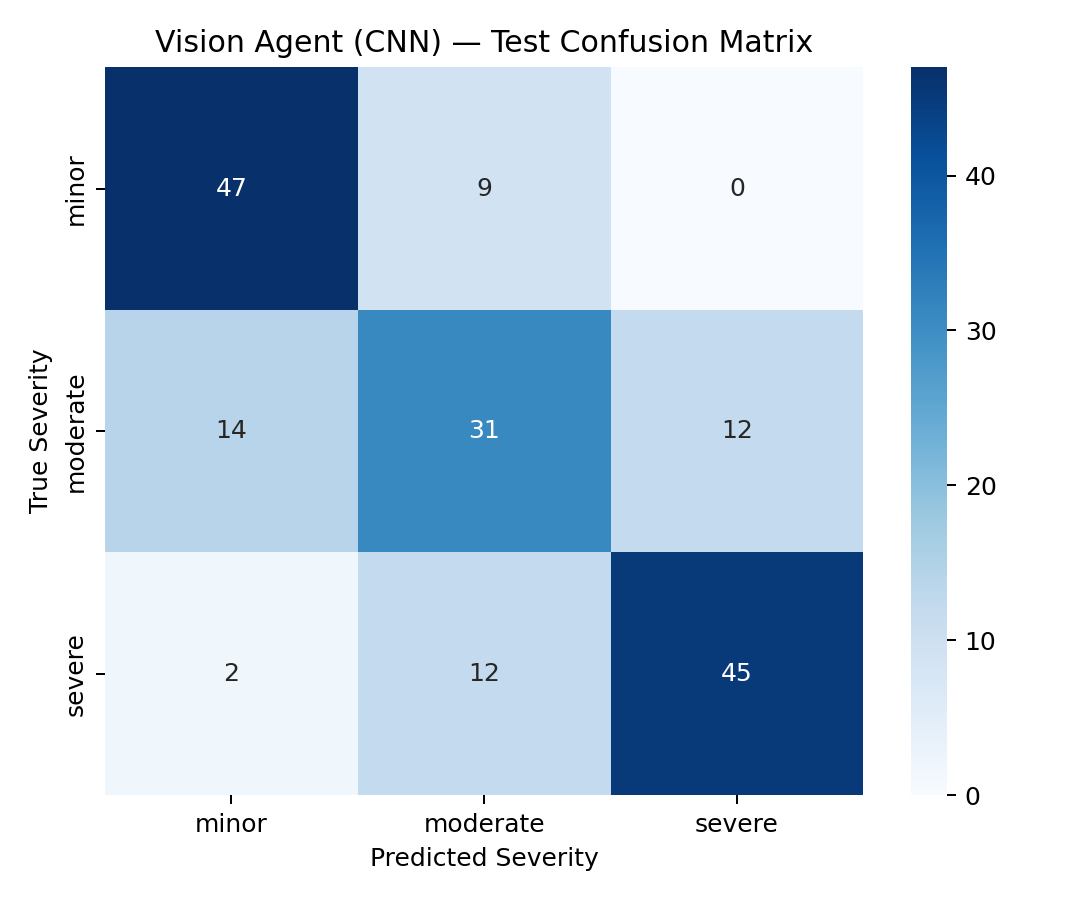 Vision Agent (CNN) — Test Confusion Matrix
True Severity
minor
moderate
severe
47 9 0
14 31 12
2 12 45
minor moderate severe
Predicted Severity
40
30
20
10
0